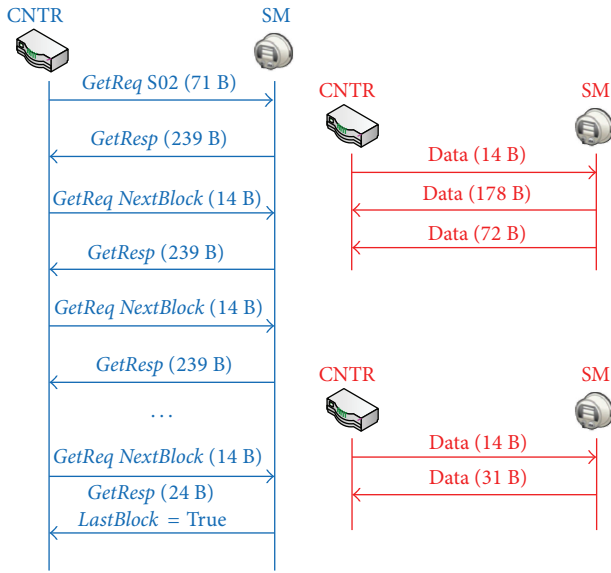 CNTR
SM
GetReq S02 (71 B)
GetResp (239 B)
GetReq NextBlock (14 B)
GetResp (239 B)
GetReq NextBlock (14 B)
GetResp (239 B)
...
GetReq NextBlock (14 B)
GetResp (24 B)
LastBlock = True
CNTR
SM
Data (14 B)
Data (178 B)
Data (72 B)
CNTR
SM
Data (14 B)
Data (31 B)